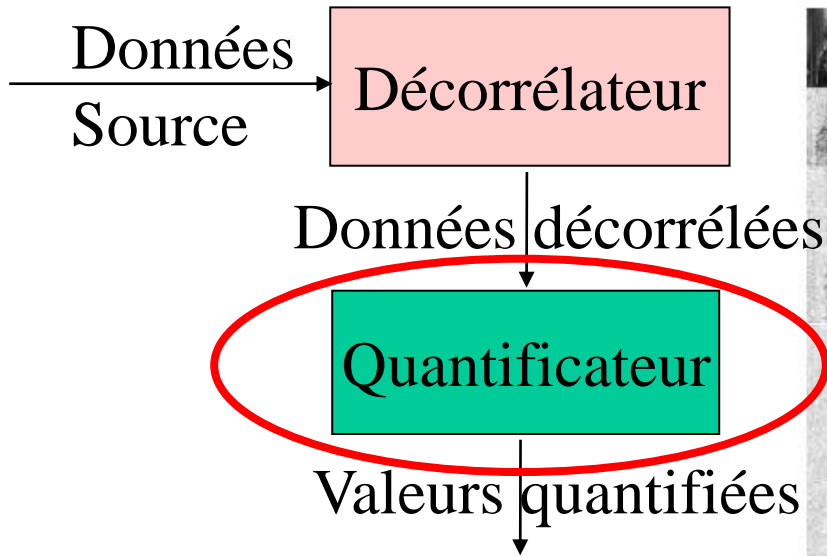 Données
Source
Décorrélateur
Données décorrélées
Quantificateur
Valeurs quantifiées